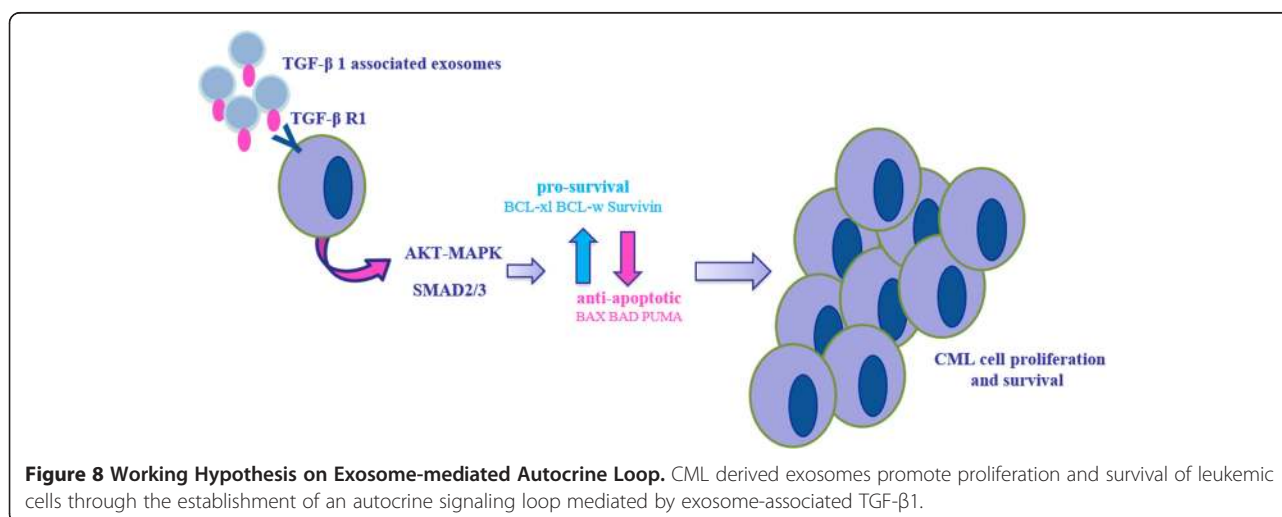 TGF-β 1 associated exosomes
TGF-β R1
pro-survival
BCL-xl BCL-w Survivin
AKT-MAPK
SMAD2/3
anti-apoptotic
BAX BAD PUMA
CML cell proliferation
and survival
Figure 8 Working Hypothesis on Exosome-mediated Autocrine Loop. CML derived exosomes promote proliferation and survival of leukemic
cells through the establishment of an autocrine signaling loop mediated by exosome-associated TGF-β1.